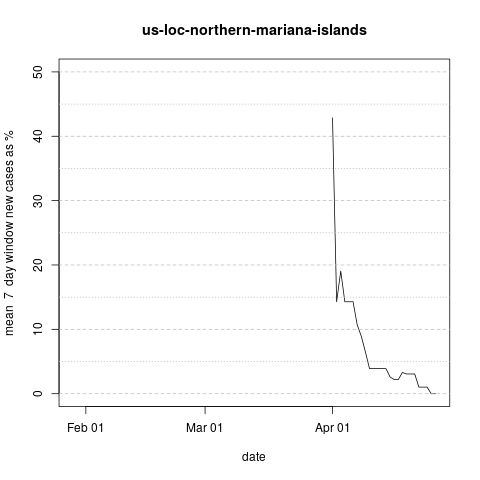 us-loc-northern-mariana-islands
mean  7  day window new cases as %
50
40
30
20
10
0
Feb 01
Mar 01
Apr 01
date